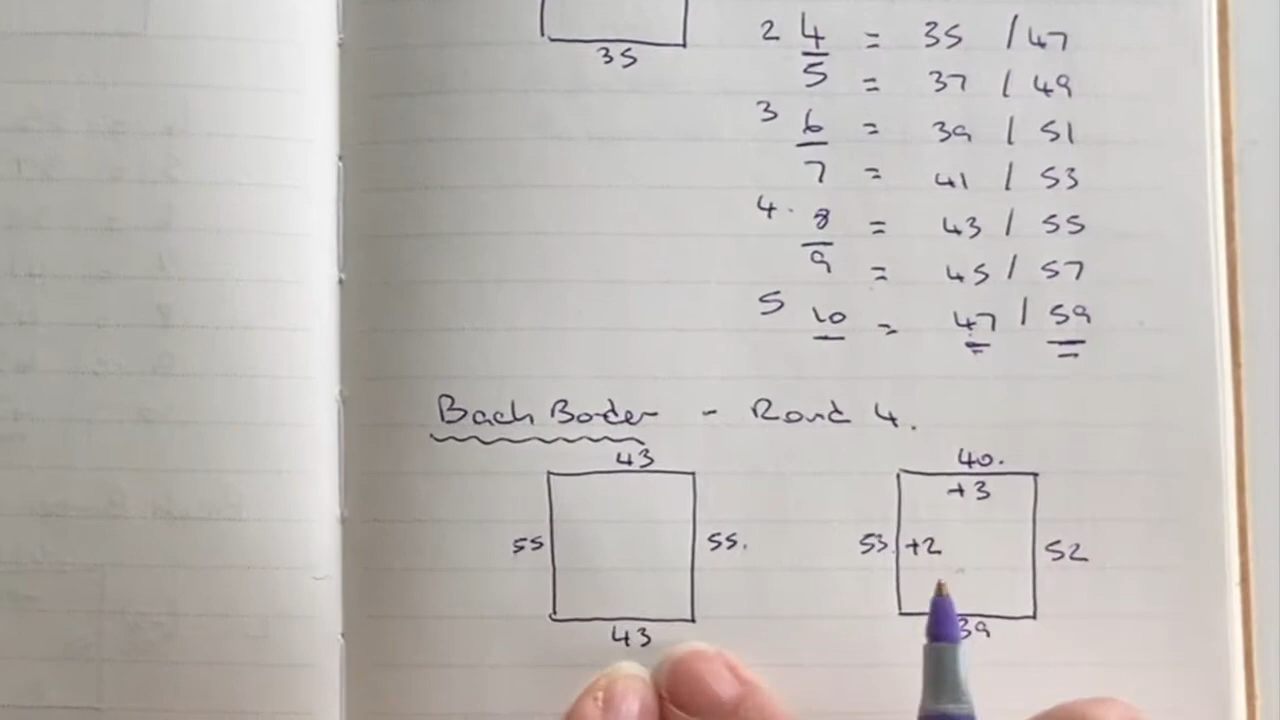 35
2 4 = 35 / 47
5 = 37 / 49
3 6 = 39 / 51
7 = 41 / 53
4. 8 = 43 / 55
9 = 45 / 57
5 10 = 47 / 59
Bach Border - Round 4.
43
55 55.
43
40.
+3
53. +2 52
39